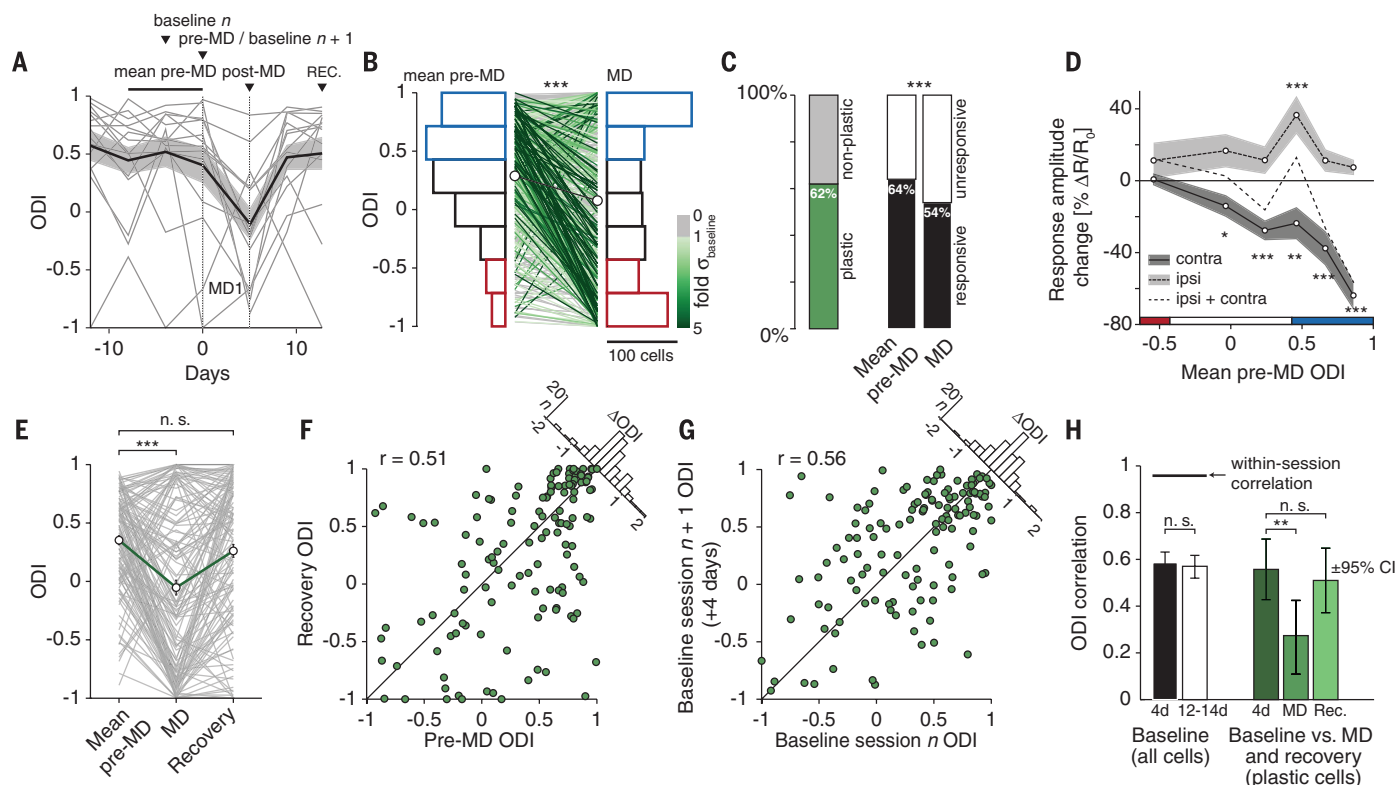 baseline n
pre-MD / baseline n + 1
A
mean pre-MD
post-MD
REC.
ODI
1
0.5
0
-0.5
-1
MD1
-10
0
10
Days
B
mean pre-MD
***
MD
ODI
1
0.5
0
-0.5
-1
0
1
5
fold σbaseline
100 cells
C
***
100%
0%
62%
non-plastic
plastic
64%
54%
unresponsive
responsive
Mean
pre-MD
MD
D
Response amplitude
change [% ΔR/R0]
40
0
-40
-80
***
*
***
**
***
***
contra
ipsi
ipsi + contra
-0.5
0
0.5
1
Mean pre-MD ODI
E
n. s.
***
ODI
1
0.5
0
-0.5
-1
Mean
pre-MD
MD
Recovery
F
r = 0.51
Recovery ODI
1
0.5
0
-0.5
-1
-1
-0.5
0
0.5
1
Pre-MD ODI
20
n
-2
-1
1
2
ΔODI
G
r = 0.56
Baseline session n + 1 ODI
(+4 days)
1
0.5
0
-0.5
-1
-1
-0.5
0
0.5
1
Baseline session n ODI
20
n
-2
-1
1
2
ΔODI
H
ODI correlation
1
0.8
0.6
0.4
0.2
0
within-session
correlation
n. s.
n. s.
**
±95% CI
4d
12-14d
4d
MD
Rec.
Baseline
(all cells)
Baseline vs. MD
and recovery
(plastic cells)